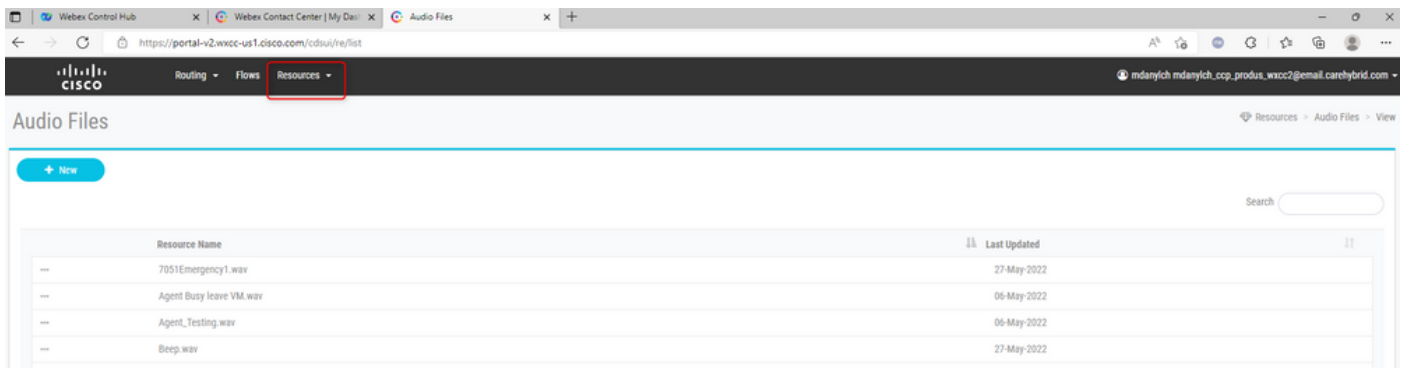 Webex Control Hub
Webex Contact Center | My Dasl
Audio Files
https://portal-v2.wxcc-us1.cisco.com/cdsui/re/list
CISCO Routing Flows Resources mdanylch mdanylch_ccp_produs_wxcc2@email.carehybrid.com
Audio Files Resources > Audio Files > View
+ New
Search
Resource Name Last Updated
7051Emergency1.wav 27-May-2022
Agent Busy leave VM.wav 06-May-2022
Agent_Testing.wav 06-May-2022
Beep.wav 27-May-2022